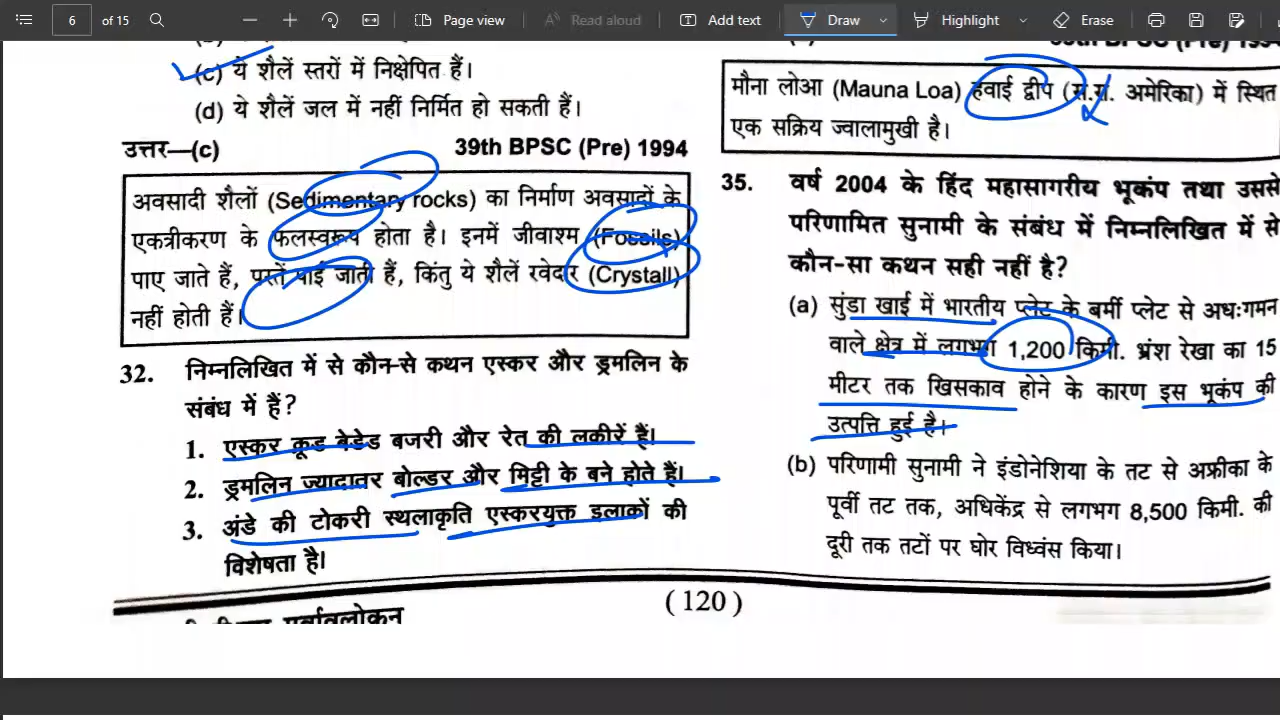 6 of 15 Page view Read aloud Add text Draw Highlight Erase
(c) ये शैलें स्तरों में निक्षेपित हैं।
(d) ये शैलें जल में नहीं निर्मित हो सकती हैं।
उत्तर—(c) 39th BPSC (Pre) 1994
अवसादी शैलों (Sedimentary rocks) का निर्माण अवसादों के
एकत्रीकरण के फलस्वरूप होता है। इनमें जीवाश्म (Fossils)
पाए जाते हैं, परतें पाई जाती हैं, किंतु ये शैलें रवेदार (Crystall)
नहीं होती हैं।
32. निम्नलिखित में से कौन-से कथन एस्कर और ड्रमलिन के
संबंध में हैं?
1. एस्कर क्रूड बेडेड बजरी और रेत की लकीरें हैं।
2. ड्रमलिन ज्यादातर बोल्डर और मिट्टी के बने होते हैं।
3. अंडे की टोकरी स्थलाकृति एस्करयुक्त इलाकों की
विशेषता है।
मौना लोआ (Mauna Loa) हवाई द्वीप (सं.रा. अमेरिका) में स्थित
एक सक्रिय ज्वालामुखी है।
35. वर्ष 2004 के हिंद महासागरीय भूकंप तथा उससे
परिणामित सुनामी के संबंध में निम्नलिखित में से
कौन-सा कथन सही नहीं है?
(a) सुंडा खाई में भारतीय प्लेट के बर्मी प्लेट से अधःगमन
वाले क्षेत्र में लगभग 1,200 किमी. भ्रंश रेखा का 15
मीटर तक खिसकाव होने के कारण इस भूकंप की
उत्पत्ति हुई है।
(b) परिणामी सुनामी ने इंडोनेशिया के तट से अफ्रीका के
पूर्वी तट तक, अधिकेंद्र से लगभग 8,500 किमी. की
दूरी तक तटों पर घोर विध्वंस किया।
(120)
पूर्वावलोकन